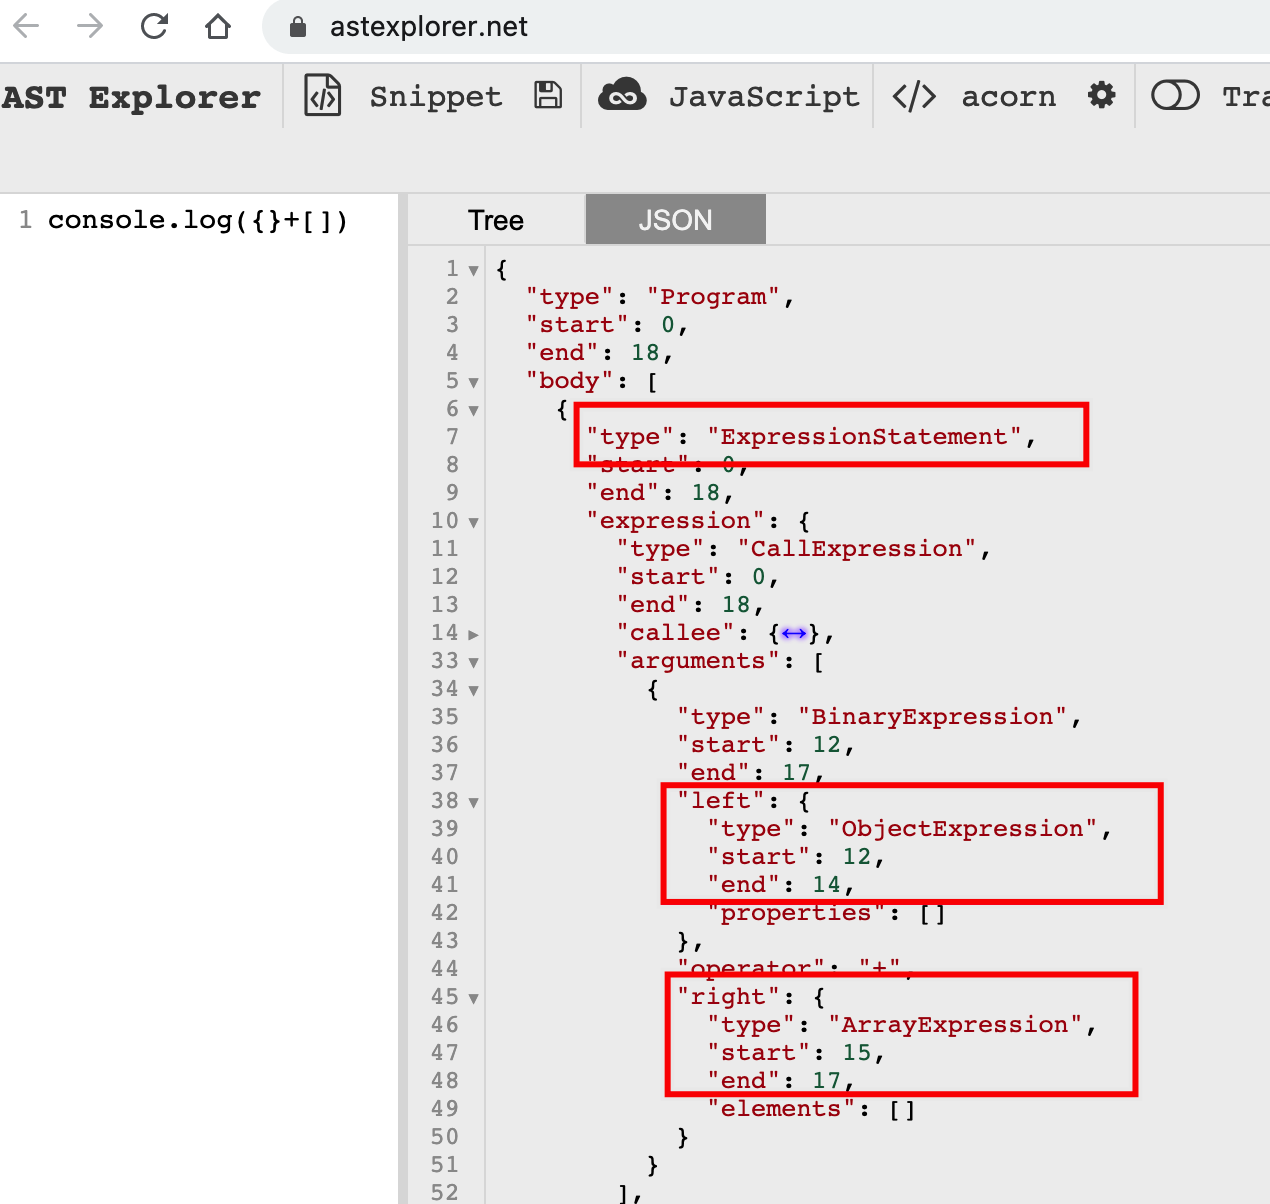 astexplorer.net
AST Explorer Snippet JavaScript </> acorn Tra
1 console.log({}+[])
Tree JSON
1 {
2 "type": "Program",
3 "start": 0,
4 "end": 18,
5 "body": [
6 {
7 "type": "ExpressionStatement",
8 "start": 0,
9 "end": 18,
10 "expression": {
11 "type": "CallExpression",
12 "start": 0,
13 "end": 18,
14 "callee": {↔},
33 "arguments": [
34 {
35 "type": "BinaryExpression",
36 "start": 12,
37 "end": 17,
38 "left": {
39 "type": "ObjectExpression",
40 "start": 12,
41 "end": 14,
42 "properties": []
43 },
44 "operator": "+",
45 "right": {
46 "type": "ArrayExpression",
47 "start": 15,
48 "end": 17,
49 "elements": []
50 }
51 }
52 ],